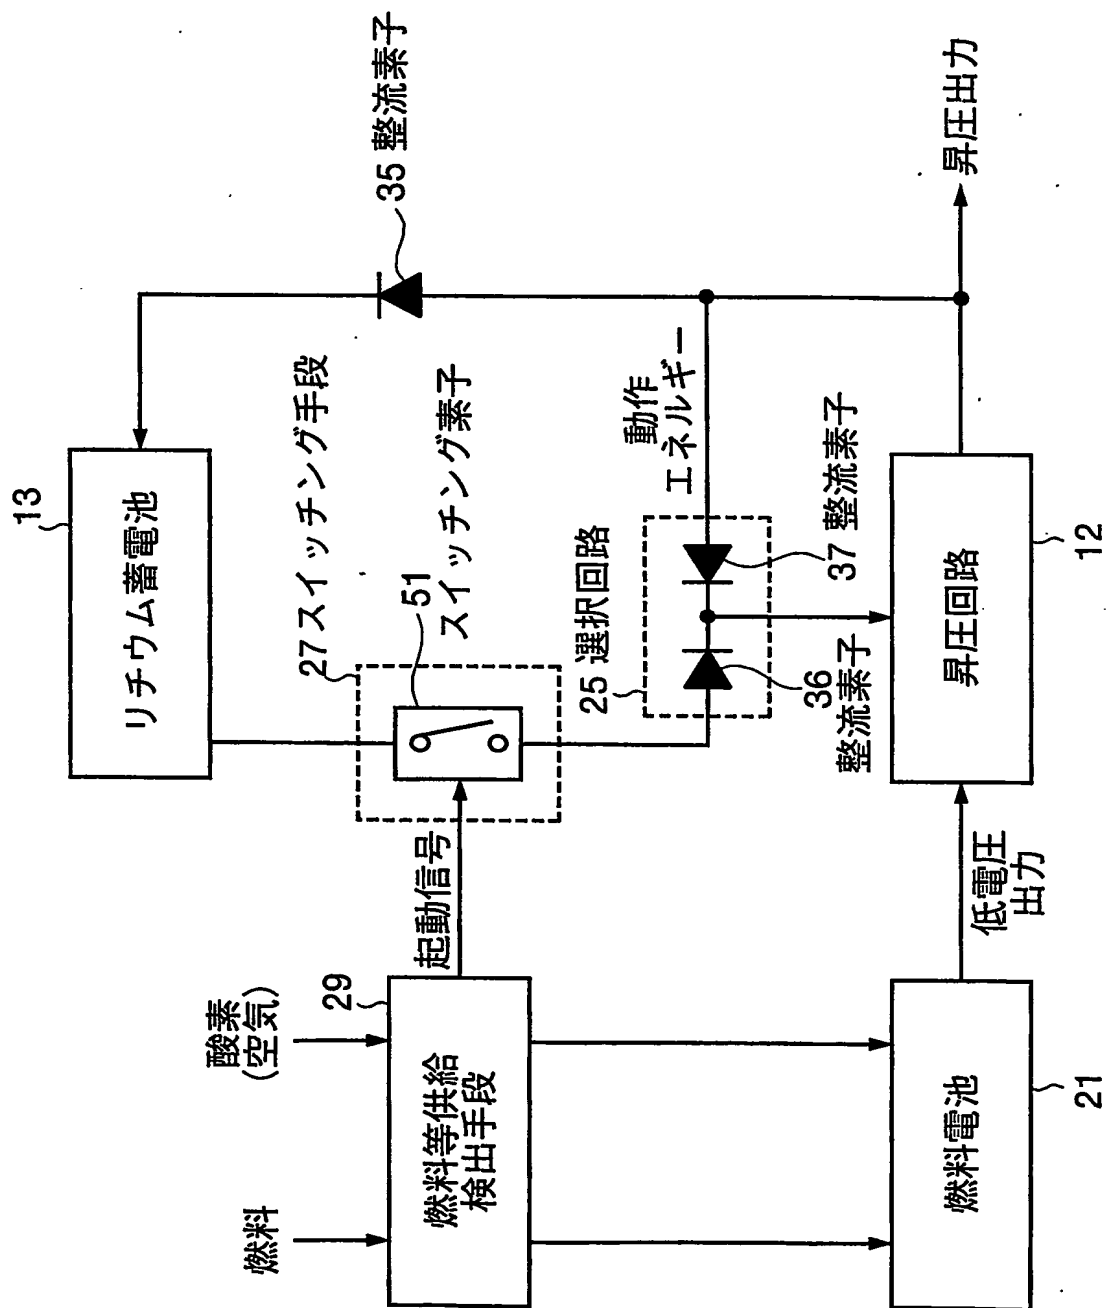 燃料
酸素
(空気)
29
燃料等供給
検出手段
起動信号
27スイッチング手段
51
スイッチング素子
13
リチウム蓄電池
35 整流素子
25 選択回路
36
整流素子
37 整流素子
動作
エネルギー
21
燃料電池
低電圧
出力
12
昇圧回路
昇圧出力